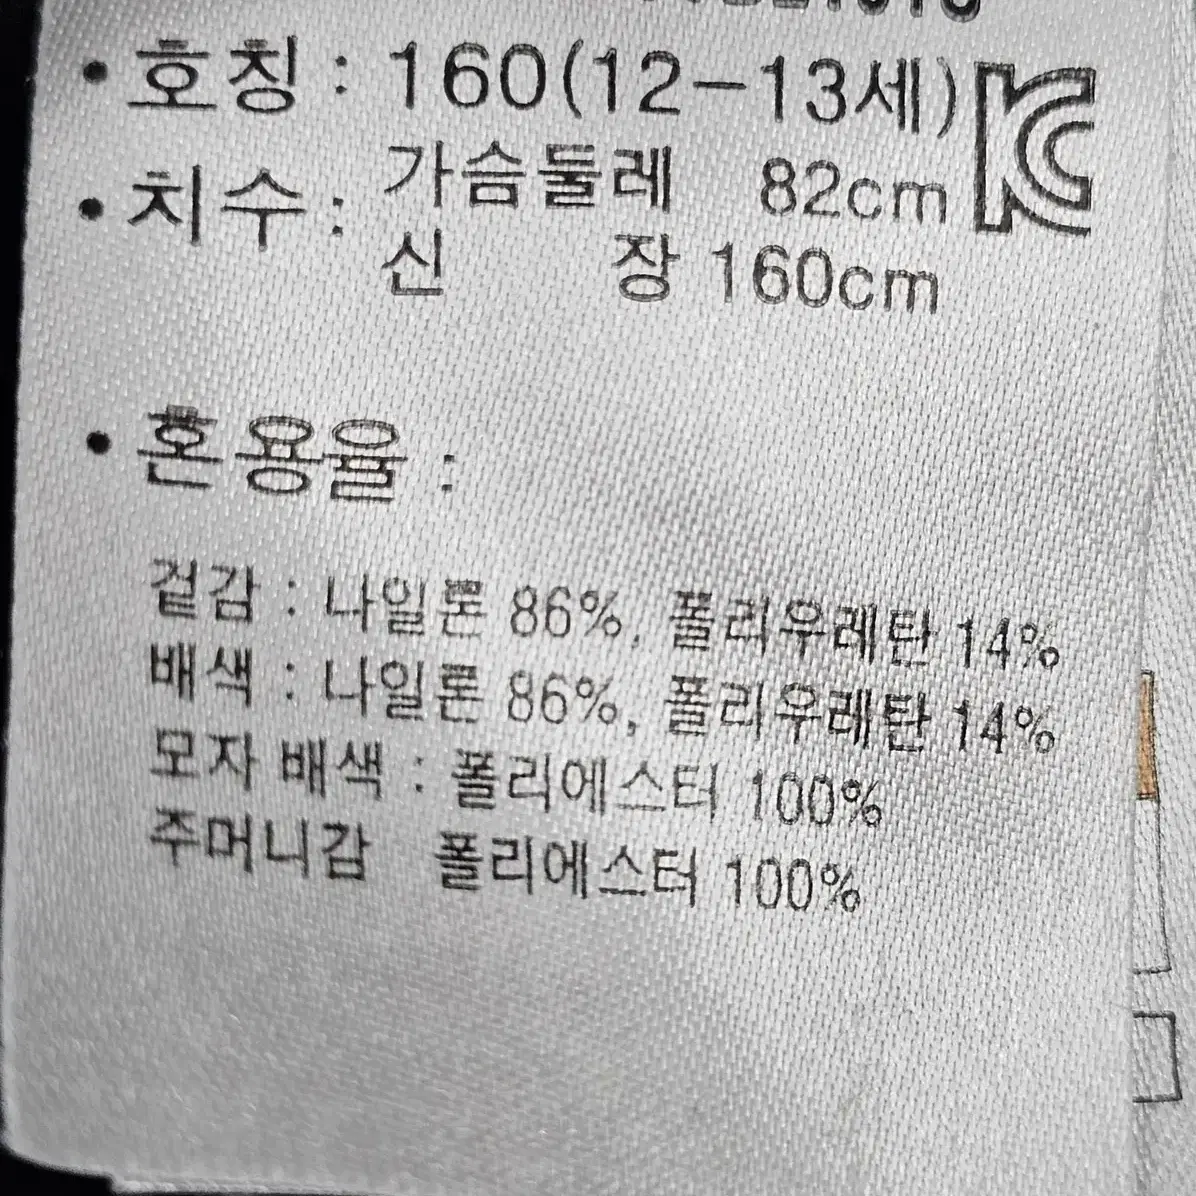 • 호칭 : 160(12-13세)
• 치수 : 가슴둘레 82cm
신 장 160cm
• 혼용율 :
겉감 : 나일론 86%, 폴리우레탄 14%
배색 : 나일론 86%, 폴리우레탄 14%
모자 배색 : 폴리에스터 100%
주머니감 폴리에스터 100%